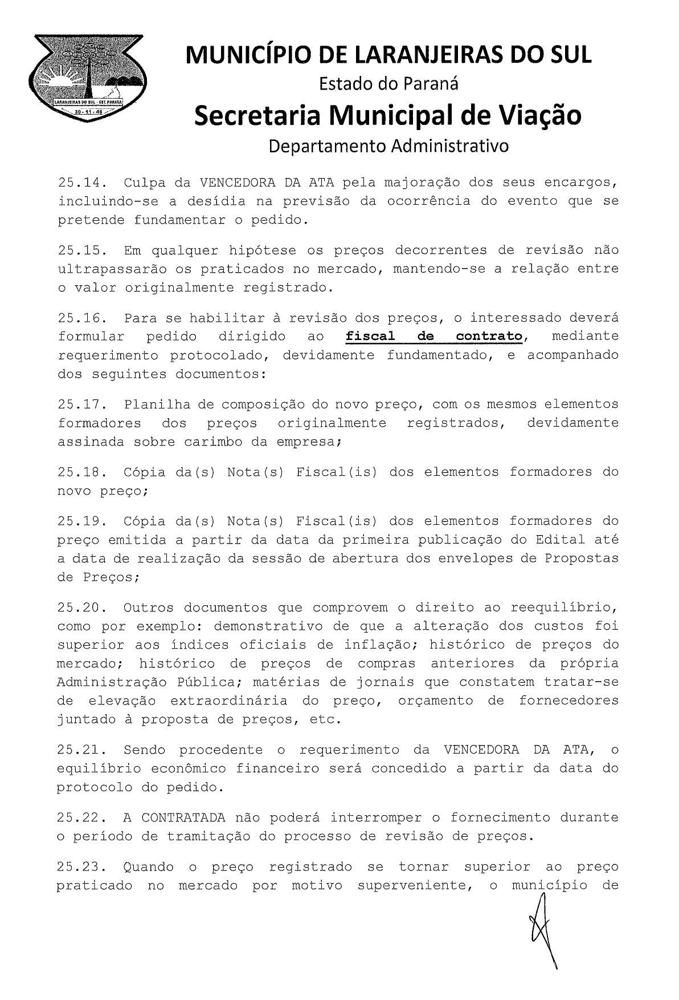 MUNICÍPIO DE LARANJEIRAS DO SUL
Estado do Paraná
Secretaria Municipal de Viação
Departamento Administrativo
LARANJEIRAS DO SUL - EST. PARANÁ
30-11-46
25.14. Culpa da VENCEDORA DA ATA pela majoração dos seus encargos,
incluindo-se a desídia na previsão da ocorrência do evento que se
pretende fundamentar o pedido.
25.15. Em qualquer hipótese os preços decorrentes de revisão não
ultrapassarão os praticados no mercado, mantendo-se a relação entre
o valor originalmente registrado.
25.16. Para se habilitar à revisão dos preços, o interessado deverá
formular pedido dirigido ao fiscal de contrato, mediante
requerimento protocolado, devidamente fundamentado, e acompanhado
dos seguintes documentos:
25.17. Planilha de composição do novo preço, com os mesmos elementos
formadores dos preços originalmente registrados, devidamente
assinada sobre carimbo da empresa;
25.18. Cópia da(s) Nota(s) Fiscal(is) dos elementos formadores do
novo preço;
25.19. Cópia da(s) Nota(s) Fiscal(is) dos elementos formadores do
preço emitida a partir da data da primeira publicação do Edital até
a data de realização da sessão de abertura dos envelopes de Propostas
de Preços;
25.20. Outros documentos que comprovem o direito ao reequilíbrio,
como por exemplo: demonstrativo de que a alteração dos custos foi
superior aos índices oficiais de inflação; histórico de preços do
mercado; histórico de preços de compras anteriores da própria
Administração Pública; matérias de jornais que constatem tratar-se
de elevação extraordinária do preço, orçamento de fornecedores
juntado à proposta de preços, etc.
25.21. Sendo procedente o requerimento da VENCEDORA DA ATA, o
equilíbrio econômico financeiro será concedido a partir da data do
protocolo do pedido.
25.22. A CONTRATADA não poderá interromper o fornecimento durante
o período de tramitação do processo de revisão de preços.
25.23. Quando o preço registrado se tornar superior ao preço
praticado no mercado por motivo superveniente, o município de